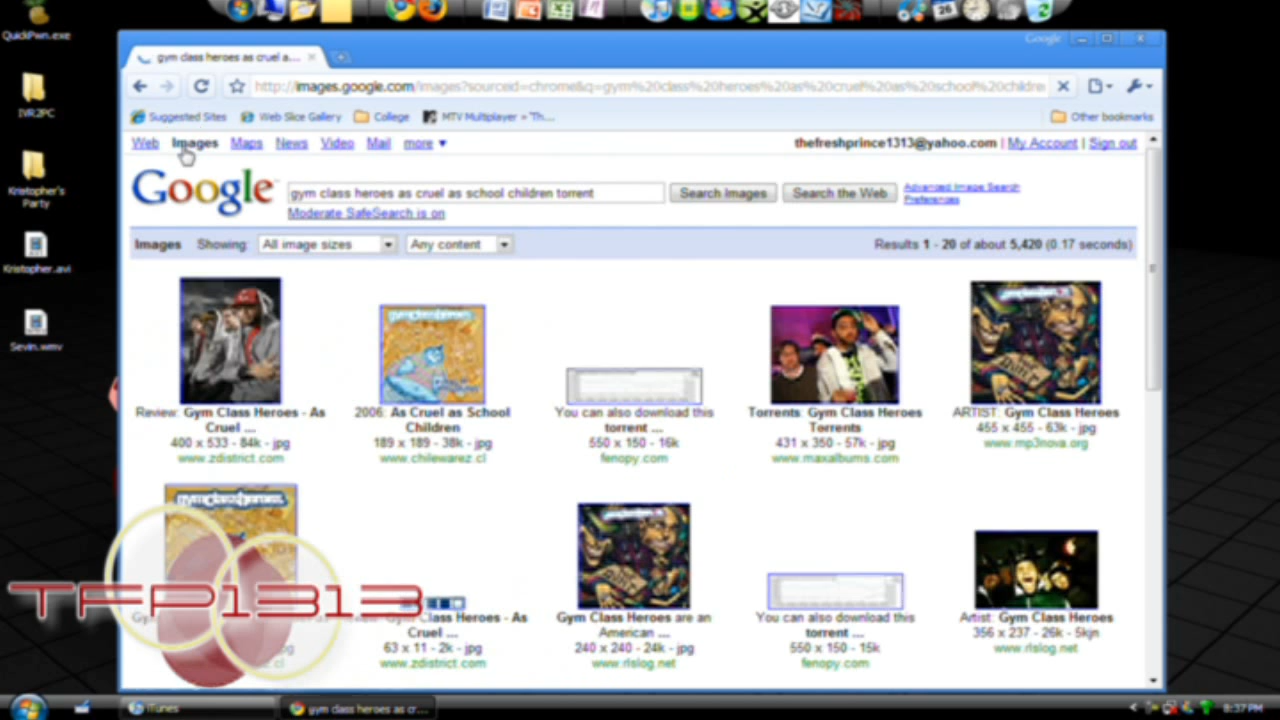 QuickPwn.exe
Google
gym class heroes as cruel a...
http://images.google.com/images?sourceid=chrome&q=gym%20class%20heroes%20as%20cruel%20as%20school%20childre
IVR2PC
Suggested Sites
Web Slice Gallery
College
MTV Multiplayer » 'Th...
Other bookmarks
Web Images Maps News Video Mail more ▼
thefreshprince1313@yahoo.com | My Account | Sign out
Google
gym class heroes as cruel as school children torrent
Search Images
Search the Web
Advanced Image Search
Preferences
Moderate SafeSearch is on
Kristopher's
Party
Images Showing: All image sizes Any content
Results 1 - 20 of about 5,420 (0.17 seconds)
Kristopher.avi
Sevin.wmv
gymclassheroes
Review: Gym Class Heroes - As
Cruel ...
400 x 533 - 84k - jpg
www.zdistrict.com
2006: As Cruel as School
Children
189 x 189 - 38k - jpg
www.chilewarez.cl
You can also download this
torrent ...
550 x 150 - 16k
fenopy.com
Torrents: Gym Class Heroes
Torrents
431 x 350 - 57k - jpg
www.maxalbums.com
ARTIST: Gym Class Heroes
455 x 455 - 63k - jpg
www.mp3nova.org
gymclassheroes
TFP1313
Class Heroes - As
Cruel ...
63 x 11 - 2k - jpg
www.zdistrict.com
Gym Class Heroes are an
American ...
240 x 240 - 24k - jpg
www.rlslog.net
You can also download this
torrent ...
550 x 150 - 15k
fenopy.com
Artist: Gym Class Heroes
356 x 237 - 26k - 5kjn
www.rlslog.net
iTunes
gym class heroes as cr...
8:37 PM